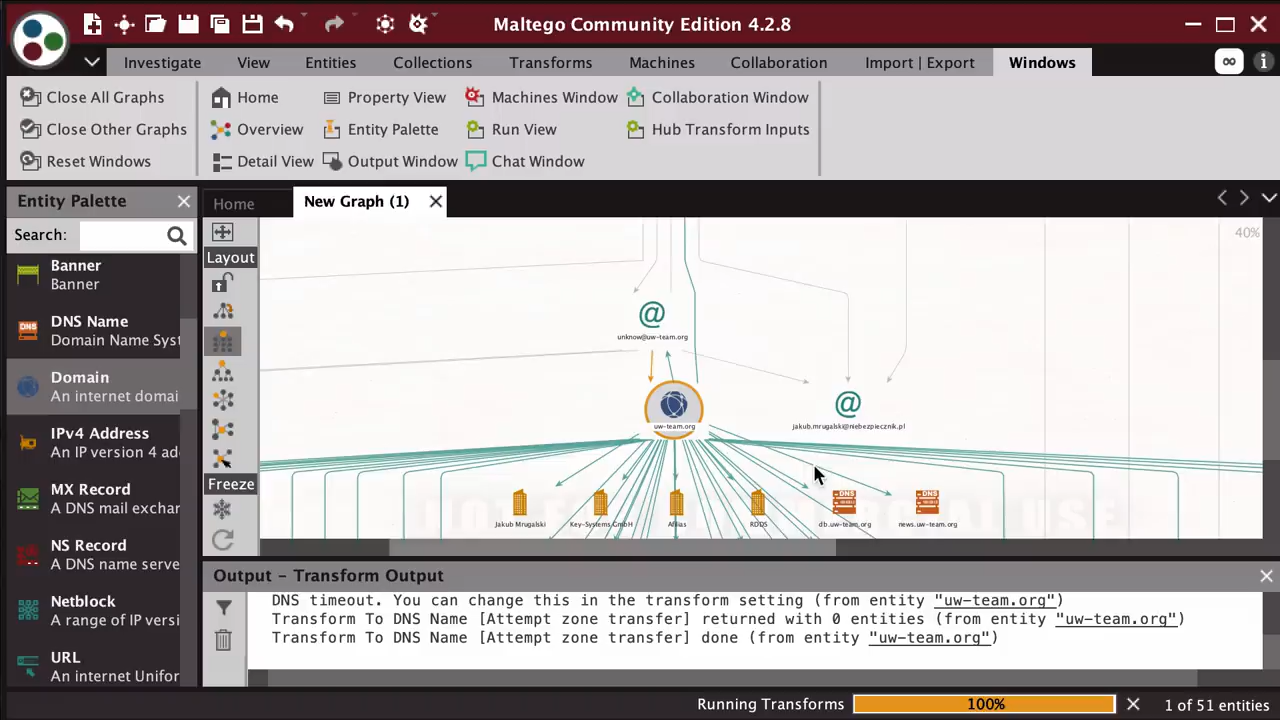 Maltego Community Edition 4.2.8
Investigate View Entities Collections Transforms Machines Collaboration Import | Export Windows
Close All Graphs Home Property View Machines Window Collaboration Window
Close Other Graphs Overview Entity Palette Run View Hub Transform Inputs
Reset Windows Detail View Output Window Chat Window
Entity Palette
Home New Graph (1)
Search:
40%
Layout
Banner
Banner
DNS Name
Domain Name Syst
Domain
An internet domai
IPv4 Address
An IP version 4 ad
MX Record
A DNS mail exchar
NS Record
A DNS name serve
Netblock
A range of IP versi
URL
An internet Unifor
Freeze
unknow@uw-team.org
uw-team.org
jakub.mrugalski@niebezpiecznik.pl
DNS DNS
Jakub Mrugalski Key-Systems GmbH Afilias RDDS db.uw-team.org news.uw-team.org
Output - Transform Output
DNS timeout. You can change this in the transform setting (from entity "uw-team.org")
Transform To DNS Name [Attempt zone transfer] returned with 0 entities (from entity "uw-team.org")
Transform To DNS Name [Attempt zone transfer] done (from entity "uw-team.org")
Running Transforms 100% 1 of 51 entities